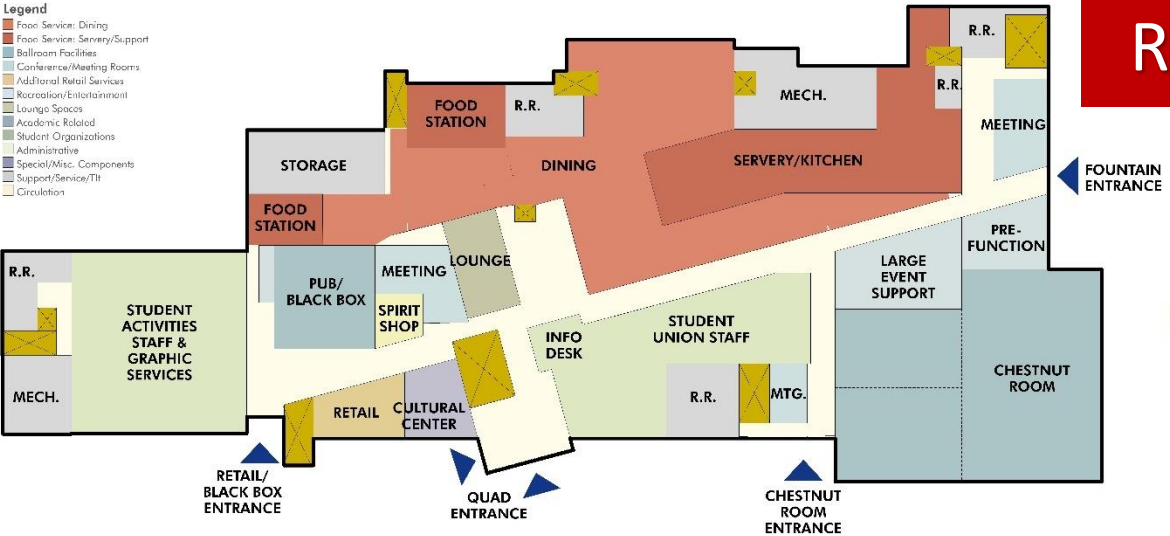 Legend
Food Service: Dining
Food Service: Servery/Support
Ballroom Facilities
Conference/Meeting Rooms
Additional Retail Services
Recreation/Entertainment
Lounge Spaces
Academic Related
Student Organizations
Administrative
Special/Misc. Components
Support/Service/Tlt
Circulation
R
R.R.
FOOD
STATION
R.R.
MECH.
R.R.
MEETING
STORAGE
DINING
SERVERY/KITCHEN
FOUNTAIN
ENTRANCE
FOOD
STATION
PRE-
FUNCTION
R.R.
MEETING
LOUNGE
LARGE
EVENT
SUPPORT
PUB/
BLACK BOX
STUDENT
ACTIVITIES
STAFF &
GRAPHIC
SERVICES
SPIRIT
SHOP
INFO
DESK
STUDENT
UNION STAFF
CHESTNUT
ROOM
MECH.
RETAIL
CULTURAL
CENTER
R.R.
MTG.
RETAIL/
BLACK BOX
ENTRANCE
QUAD
ENTRANCE
CHESTNUT
ROOM
ENTRANCE